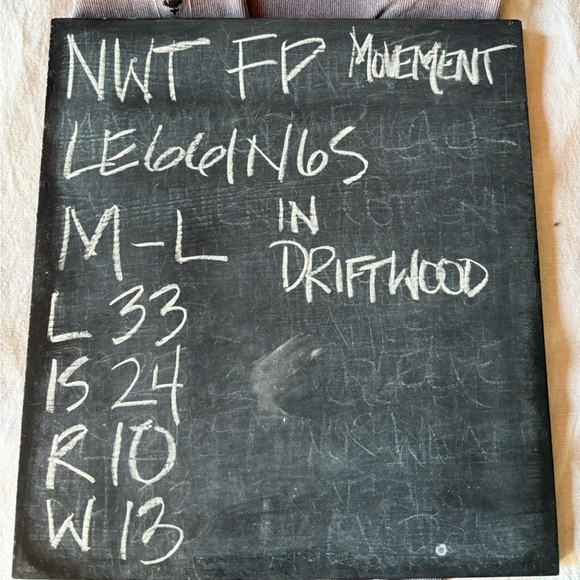 NWT FP MOVEMENT
LEGGINGS
M-L IN
DRIFTWOOD
L 33
IS 24
R 10
W 13